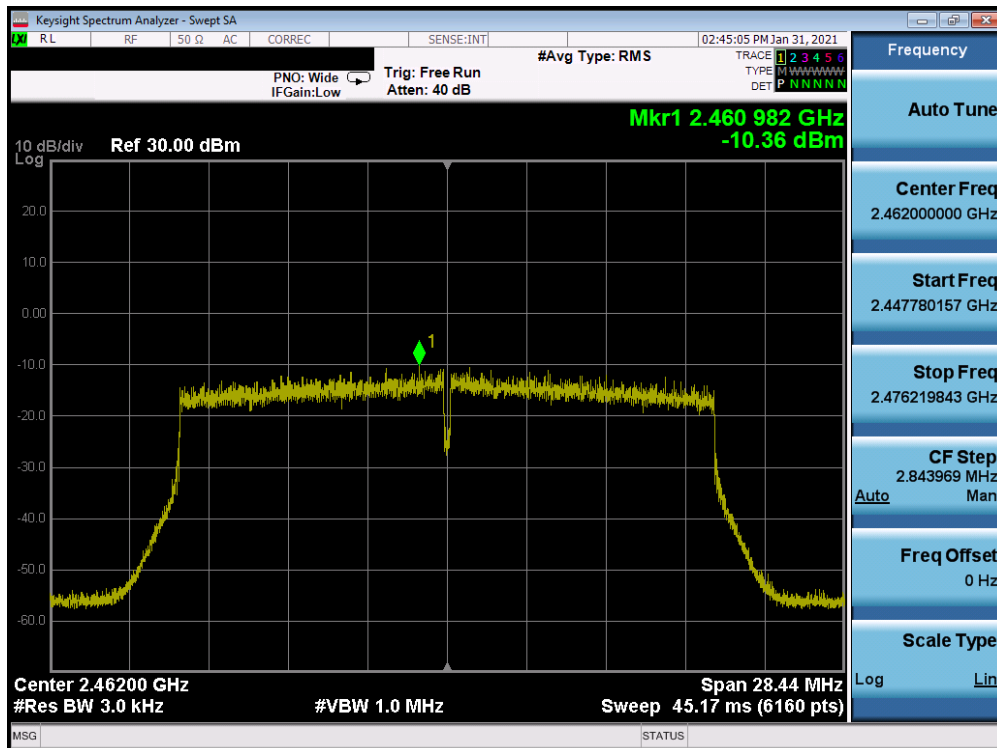 Keysight Spectrum Analyzer - Swept SA
LXI RL RF 50 Ω AC CORREC SENSE:INT 02:45:05 PM Jan 31, 2021
#Avg Type: RMS
TRACE 1 2 3 4 5 6
PNO: Wide Trig: Free Run
TYPE M WWWWW
IFGain:Low Atten: 40 dB
DET P N N N N N
Mkr1 2.460 982 GHz
-10.36 dBm
10 dB/div Ref 30.00 dBm
Log
20.0
10.0
0.00
1
-10.0
-20.0
-30.0
-40.0
-50.0
-60.0
Center 2.46200 GHz Span 28.44 MHz
#Res BW 3.0 kHz #VBW 1.0 MHz Sweep 45.17 ms (6160 pts)
MSG STATUS
Frequency
Auto Tune
Center Freq
2.462000000 GHz
Start Freq
2.447780157 GHz
Stop Freq
2.476219843 GHz
CF Step
2.843969 MHz
Auto Man
Freq Offset
0 Hz
Scale Type
Log Lin